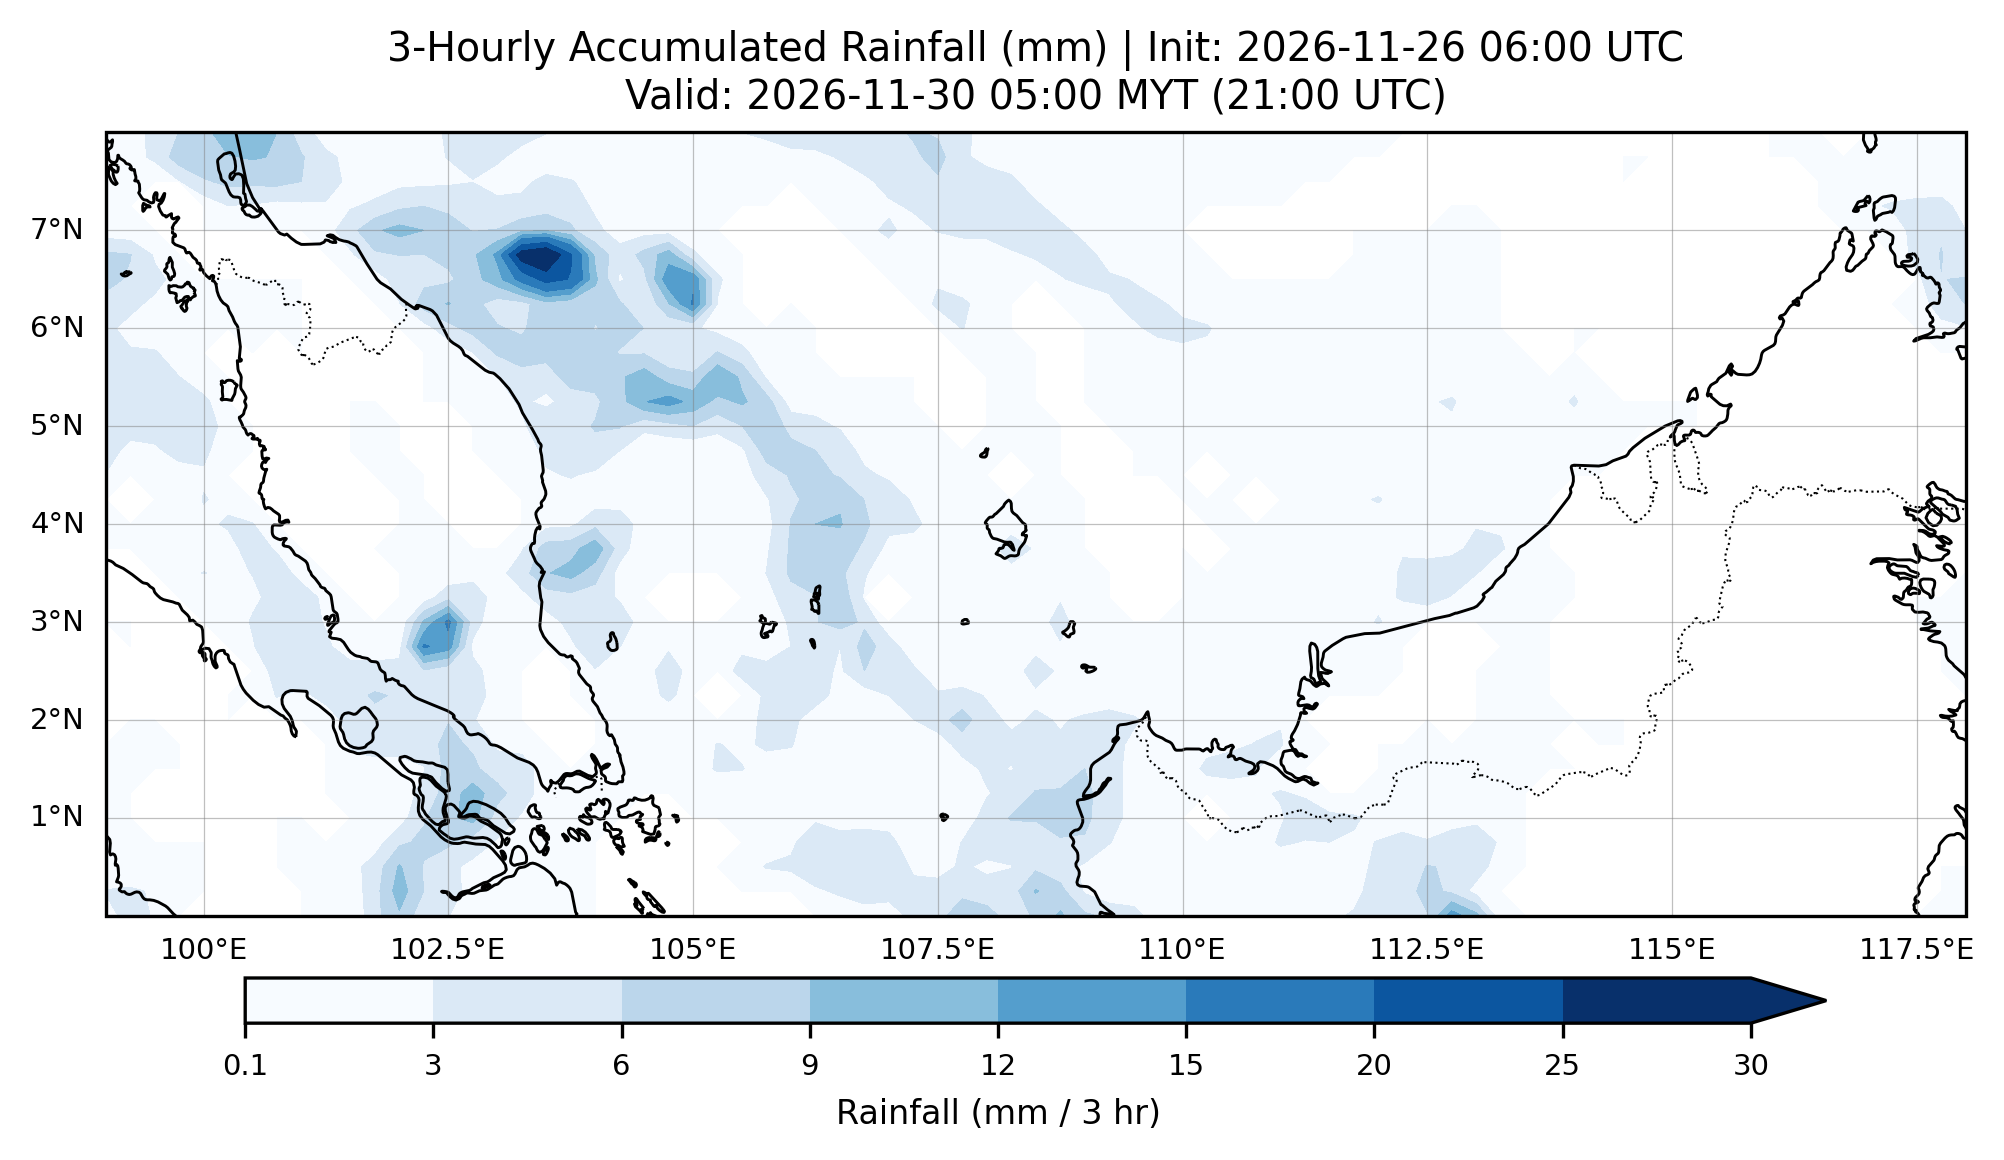 3-Hourly Accumulated Rainfall (mm) | Init: 2026-11-26 06:00 UTC
Valid: 2026-11-30 05:00 MYT (21:00 UTC)
7°N
6°N
5°N
4°N
3°N
2°N
1°N
100°E 102.5°E 105°E 107.5°E 110°E 112.5°E 115°E 117.5°E
0.1 3 6 9 12 15 20 25 30
Rainfall (mm / 3 hr)